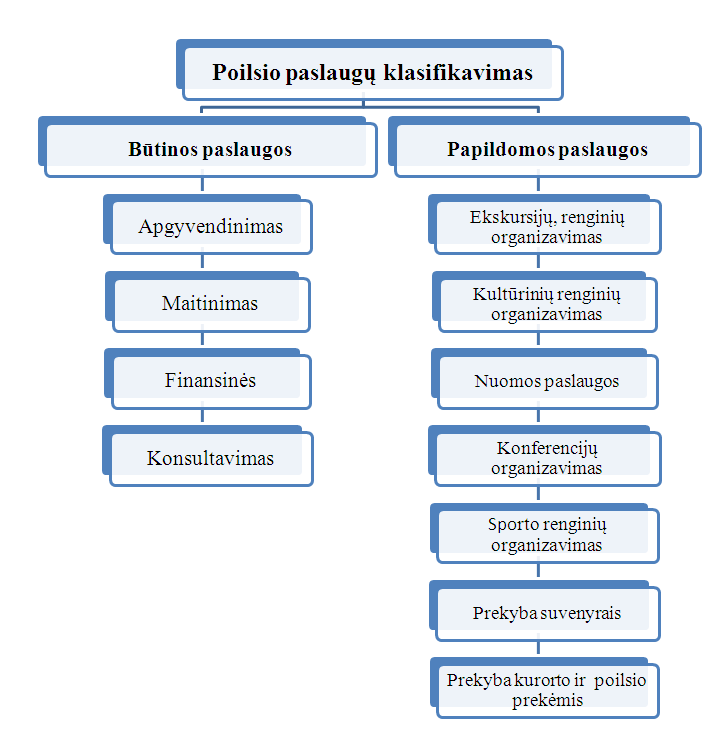 Poilsio paslaugų klasifikavimas
Būtinos paslaugos
Apgyvendinimas
Maitinimas
Finansinės
Konsultavimas
Papildomos paslaugos
Ekskursijų, renginių
organizavimas
Kultūrinių renginių
organizavimas
Nuomos paslaugos
Konferencijų
organizavimas
Sporto renginių
organizavimas
Prekyba suvenyrais
Prekyba kurorto ir poilsio
prekėmis